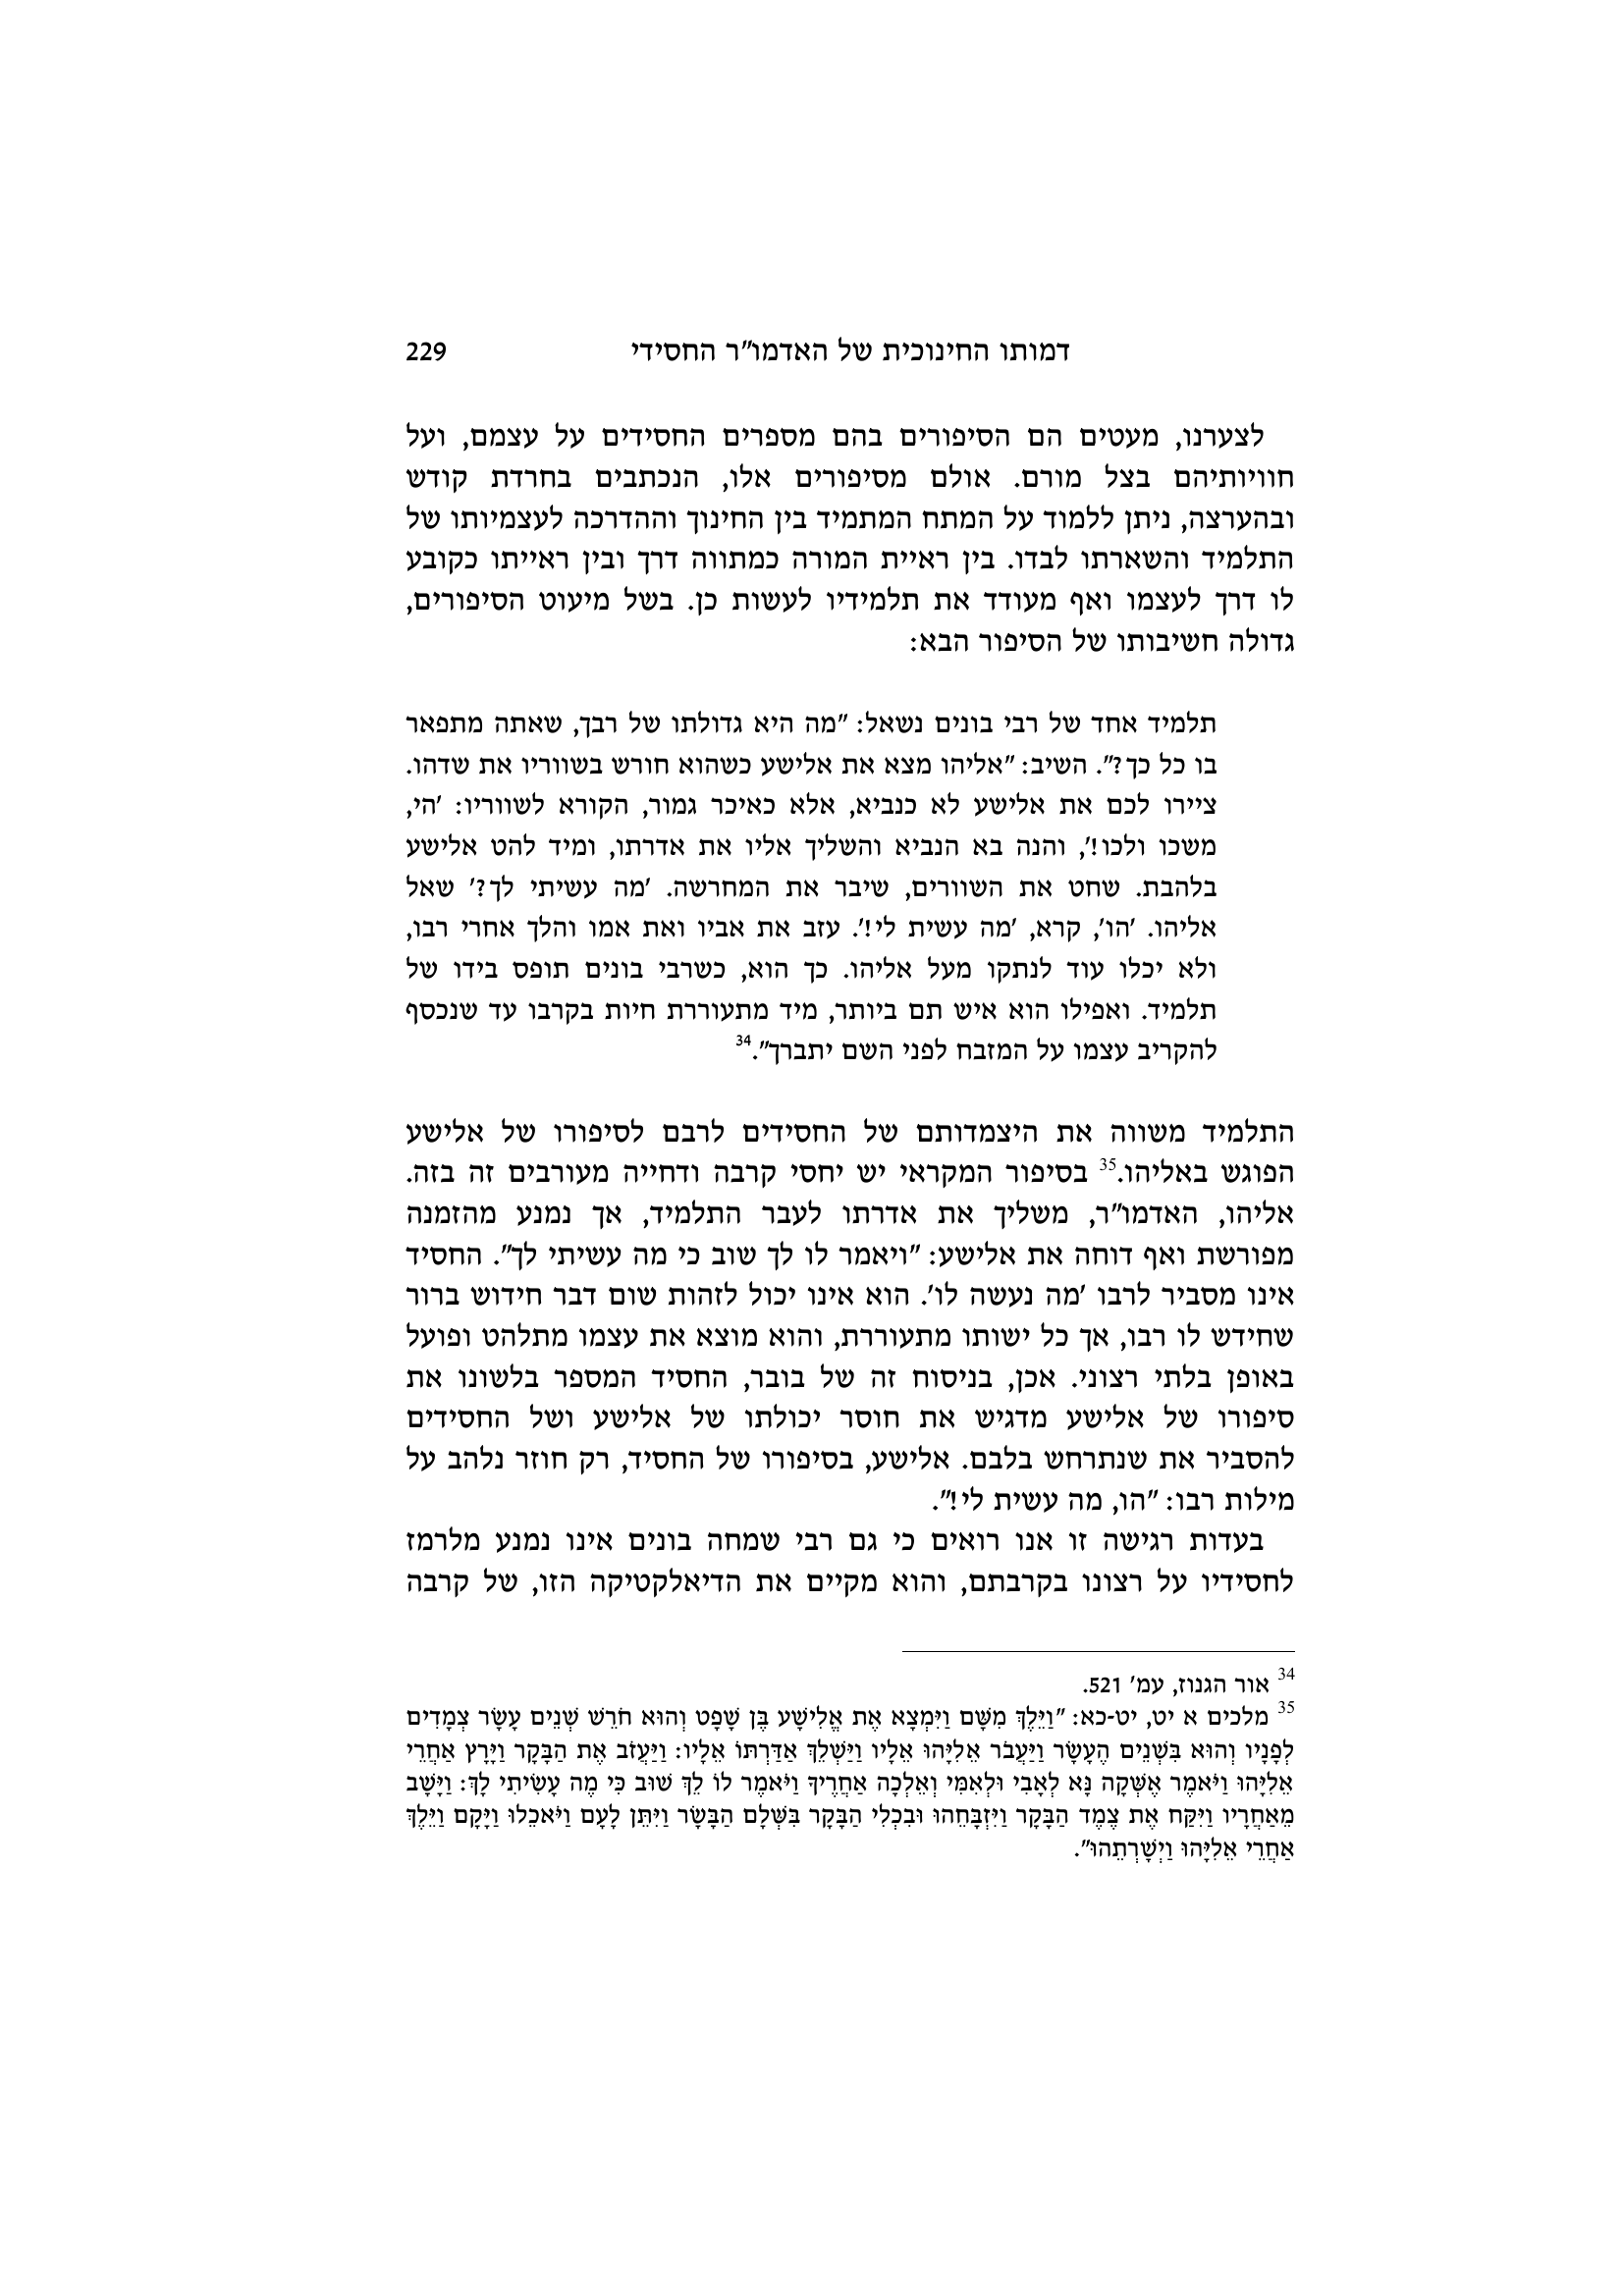 דמותו החינוכית של האדמו"ר החסידי 229
לצערנו, מעטים הם הסיפורים בהם מספרים החסידים על עצמם, ועל
חוויותיהם בצל מורם. אולם מסיפורים אלו, הנכתבים בחרדת קודש
ובהערצה, ניתן ללמוד על המתח המתמיד בין החינוך וההדרכה לעצמיותו של
התלמיד והשארתו לבדו. בין ראיית המורה כמתווה דרך ובין ראייתו כקובע
לו דרך לעצמו ואף מעודד את תלמידיו לעשות כן. בשל מיעוט הסיפורים,
גדולה חשיבותו של הסיפור הבא:
תלמיד אחד של רבי בונים נשאל: "מה היא גדולתו של רבך, שאתה מתפאר
בו כל כך?". השיב: "אליהו מצא את אלישע כשהוא חורש בשווריו את שדהו.
ציירו לכם את אלישע לא כנביא, אלא כאיכר גמור, הקורא לשווריו: 'הי,
משכו ולכו!', והנה בא הנביא והשליך אליו את אדרתו, ומיד להט אלישע
בלהבת. שחט את השוורים, שיבר את המחרשה. 'מה עשיתי לך?' שאל
אליהו. 'הו', קרא, 'מה עשית לי!'. עזב את אביו ואת אמו והלך אחרי רבו,
ולא יכלו עוד לנתקו מעל אליהו. כך הוא, כשרבי בונים תופס בידו של
תלמיד. ואפילו הוא איש תם ביותר, מיד מתעוררת חיות בקרבו עד שנכסף
להקריב עצמו על המזבח לפני השם יתברך".34
התלמיד משווה את היצמדותם של החסידים לרבם לסיפורו של אלישע
הפוגש באליהו.35 בסיפור המקראי יש יחסי קרבה ודחייה מעורבים זה בזה.
אליהו, האדמו"ר, משליך את אדרתו לעבר התלמיד, אך נמנע מהזמנה
מפורשת ואף דוחה את אלישע: "ויאמר לו לך שוב כי מה עשיתי לך". החסיד
אינו מסביר לרבו 'מה נעשה לו'. הוא אינו יכול לזהות שום דבר חידוש ברור
שחידש לו רבו, אך כל ישותו מתעוררת, והוא מוצא את עצמו מתלהט ופועל
באופן בלתי רצוני. אכן, בניסוח זה של בובר, החסיד המספר בלשונו את
סיפורו של אלישע מדגיש את חוסר יכולתו של אלישע ושל החסידים
להסביר את שנתרחש בלבם. אלישע, בסיפורו של החסיד, רק חוזר נלהב על
מילות רבו: "הו, מה עשית לי!".
בעדות רגישה זו אנו רואים כי גם רבי שמחה בונים אינו נמנע מלרמז
לחסידיו על רצונו בקרבתם, והוא מקיים את הדיאלקטיקה הזו, של קרבה
34 אור הגנוז, עמ' 521.
35 מלכים א יט, יט-כא: "וַיֵּלֶךְ מִשָּׁם וַיִּמְצָא אֶת אֱלִישָׁע בֶּן שָׁפָט וְהוּא חֹרֵשׁ שְׁנֵים עָשָׂר צְמָדִים
לְפָנָיו וְהוּא בִּשְׁנֵים הֶעָשָׂר וַיַּעֲבֹר אֵלִיָּהוּ אֵלָיו וַיַּשְׁלֵךְ אַדַּרְתּוֹ אֵלָיו: וַיַּעֲזֹב אֶת הַבָּקָר וַיָּרָץ אַחֲרֵי
אֵלִיָּהוּ וַיֹּאמֶר אֶשְּׁקָה נָּא לְאָבִי וּלְאִמִּי וְאֵלְכָה אַחֲרֶיךָ וַיֹּאמֶר לוֹ לֵךְ שׁוּב כִּי מֶה עָשִׂיתִי לָךְ: וַיָּשָׁב
מֵאַחֲרָיו וַיִּקַּח אֶת צֶמֶד הַבָּקָר וַיִּזְבָּחֵהוּ וּבִכְלִי הַבָּקָר בִּשְּׁלָם הַבָּשָׂר וַיִּתֵּן לָעָם וַיֹּאכֵלוּ וַיָּקָם וַיֵּלֶךְ
אַחֲרֵי אֵלִיָּהוּ וַיְשָׁרְתֵהוּ".